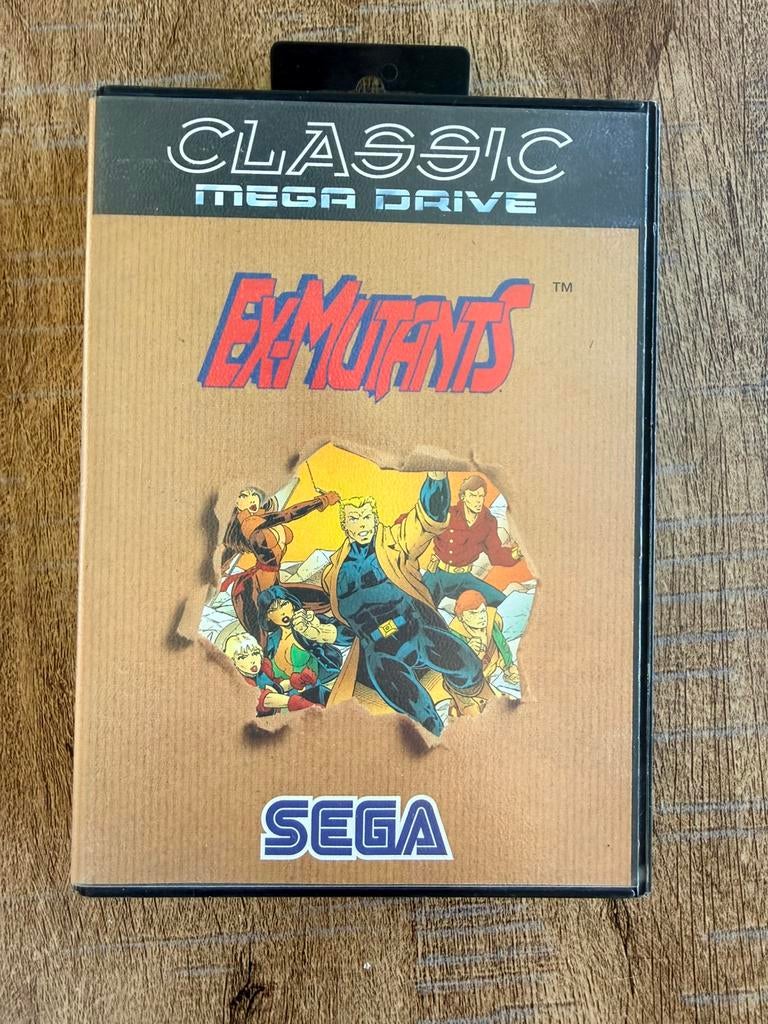 CLASSIC
MEGA DRIVE
EX-MUTANTS ™
SEGA